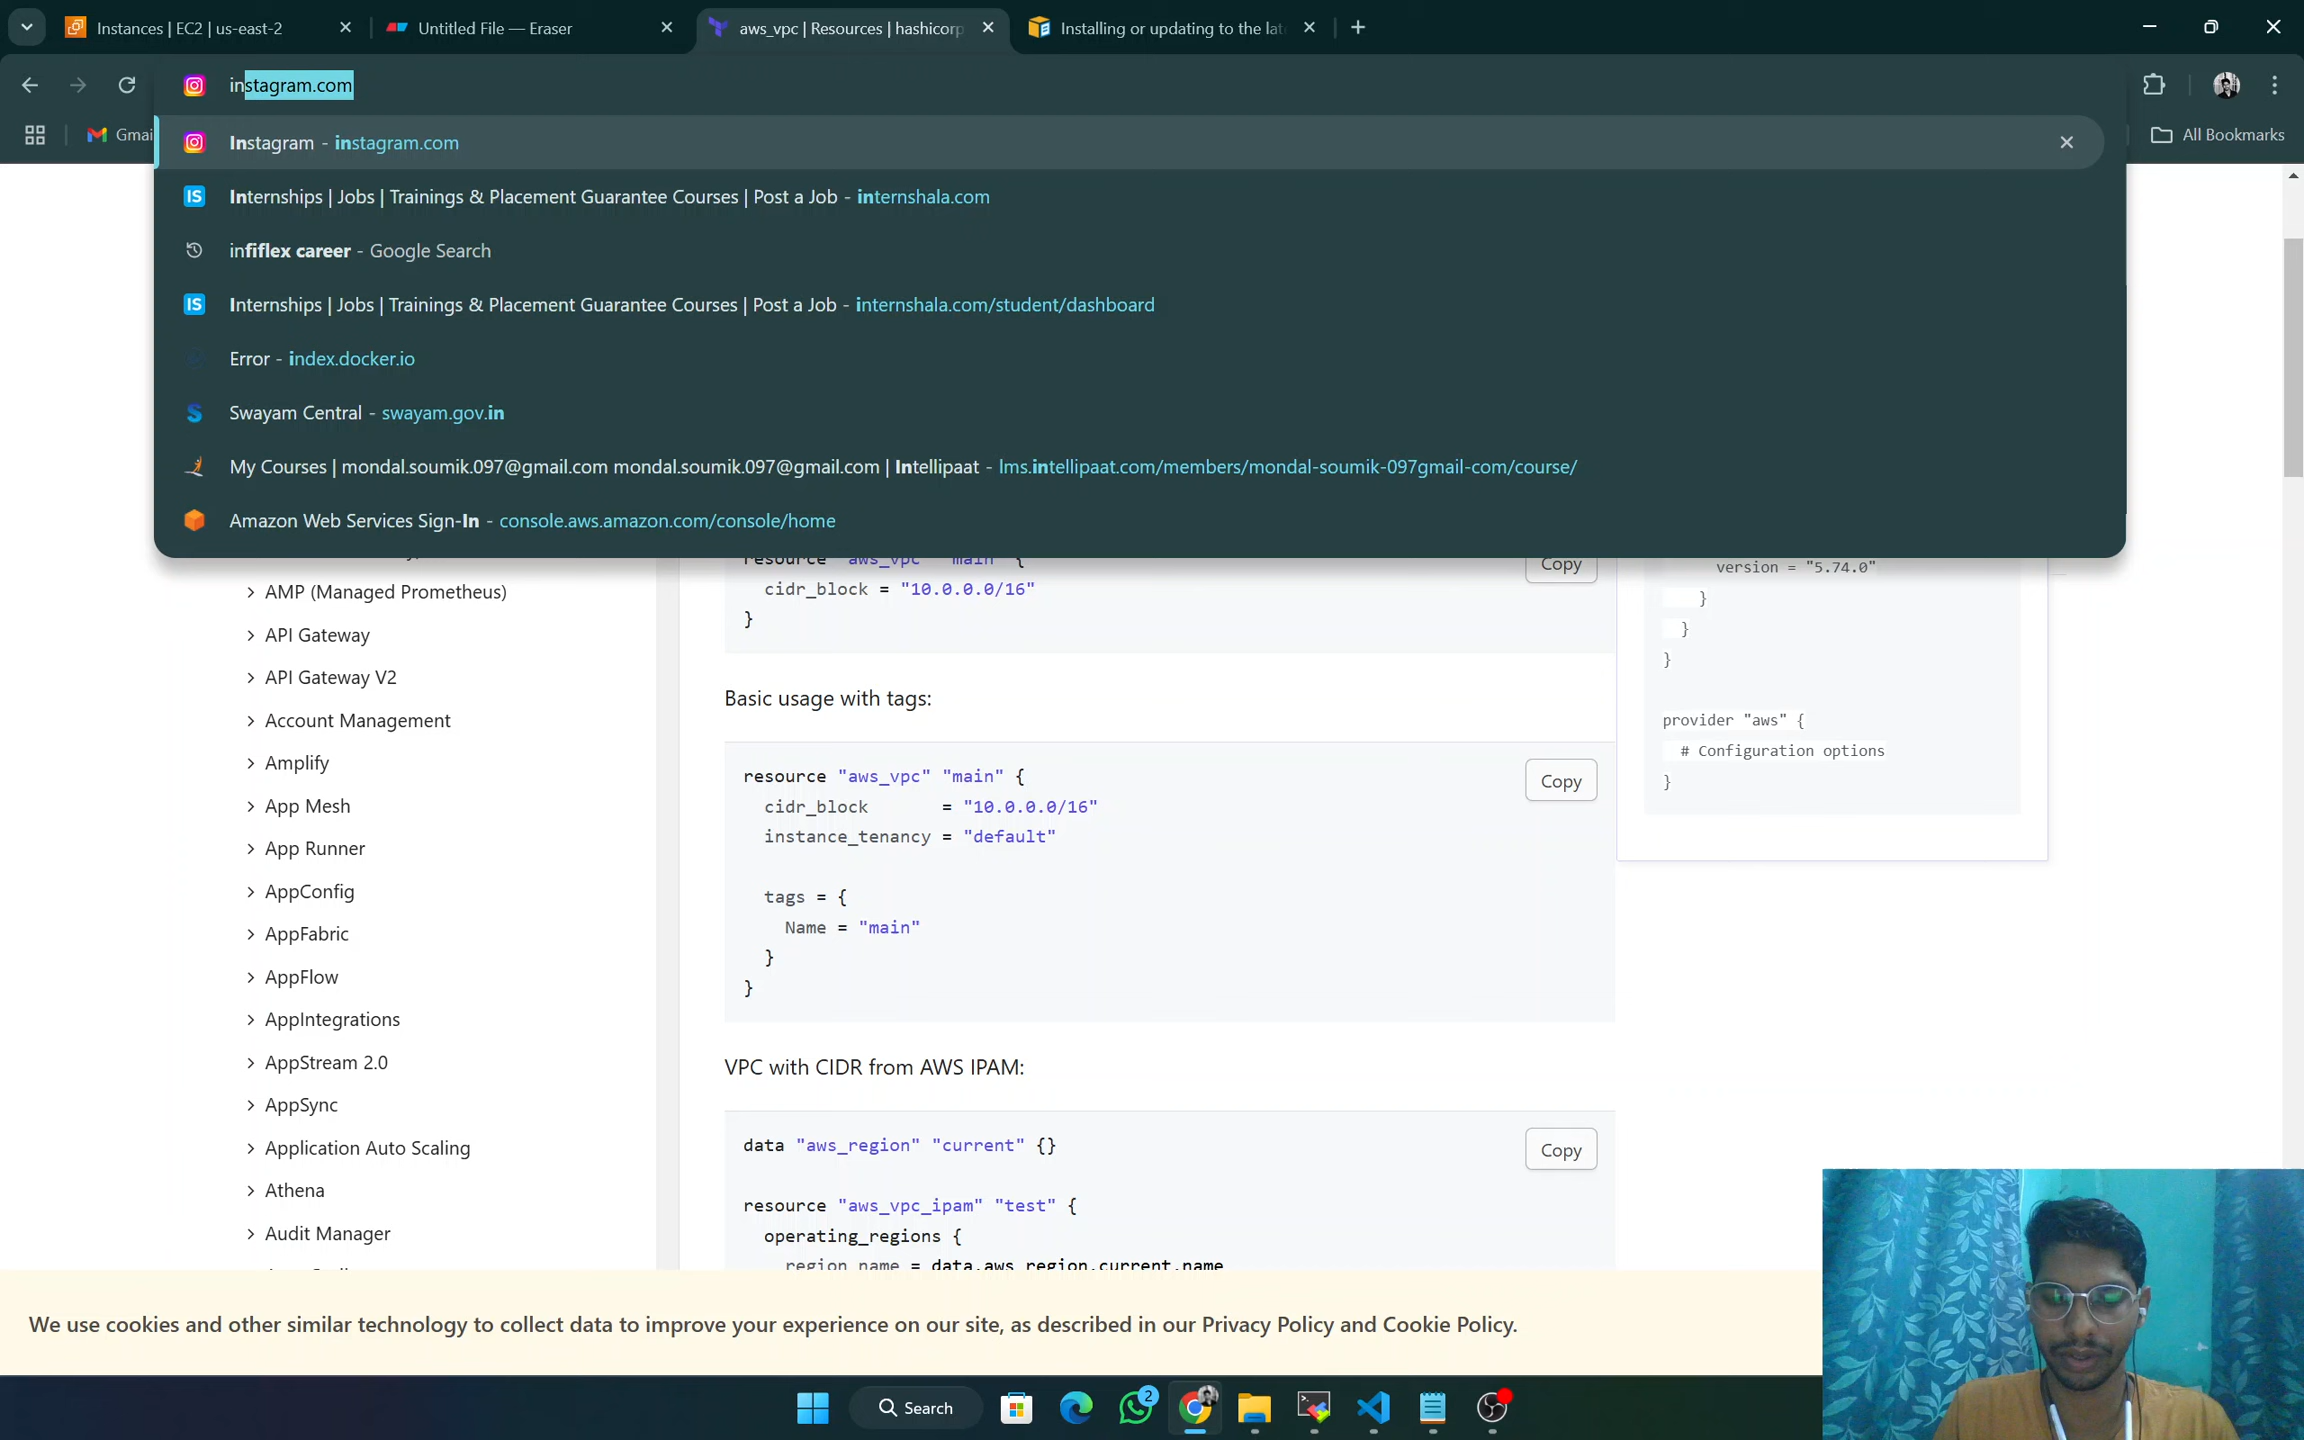 Instances | EC2 | us-east-2
Untitled File — Eraser
aws_vpc | Resources | hashicorp
Installing or updating to the lat
instagram.com
Gmai
All Bookmarks
Instagram - instagram.com
Internships | Jobs | Trainings & Placement Guarantee Courses | Post a Job - internshala.com
infiflex career - Google Search
Internships | Jobs | Trainings & Placement Guarantee Courses | Post a Job - internshala.com/student/dashboard
Error - index.docker.io
Swayam Central - swayam.gov.in
My Courses | mondal.soumik.097@gmail.com mondal.soumik.097@gmail.com | Intellipaat - lms.intellipaat.com/members/mondal-soumik-097gmail-com/course/
Amazon Web Services Sign-In - console.aws.amazon.com/console/home
AMP (Managed Prometheus)
API Gateway
API Gateway V2
Account Management
Amplify
App Mesh
App Runner
AppConfig
AppFabric
AppFlow
AppIntegrations
AppStream 2.0
AppSync
Application Auto Scaling
Athena
Audit Manager
resource "aws_vpc" "main" {
cidr_block = "10.0.0.0/16"
}
Copy
Basic usage with tags:
resource "aws_vpc" "main" {
cidr_block = "10.0.0.0/16"
instance_tenancy = "default"
tags = {
Name = "main"
}
}
Copy
VPC with CIDR from AWS IPAM:
data "aws_region" "current" {}
resource "aws_vpc_ipam" "test" {
operating_regions {
region_name = data.aws_region.current.name
Copy
version = "5.74.0"
}
}
}
provider "aws" {
# Configuration options
}
We use cookies and other similar technology to collect data to improve your experience on our site, as described in our Privacy Policy and Cookie Policy.
Search
2